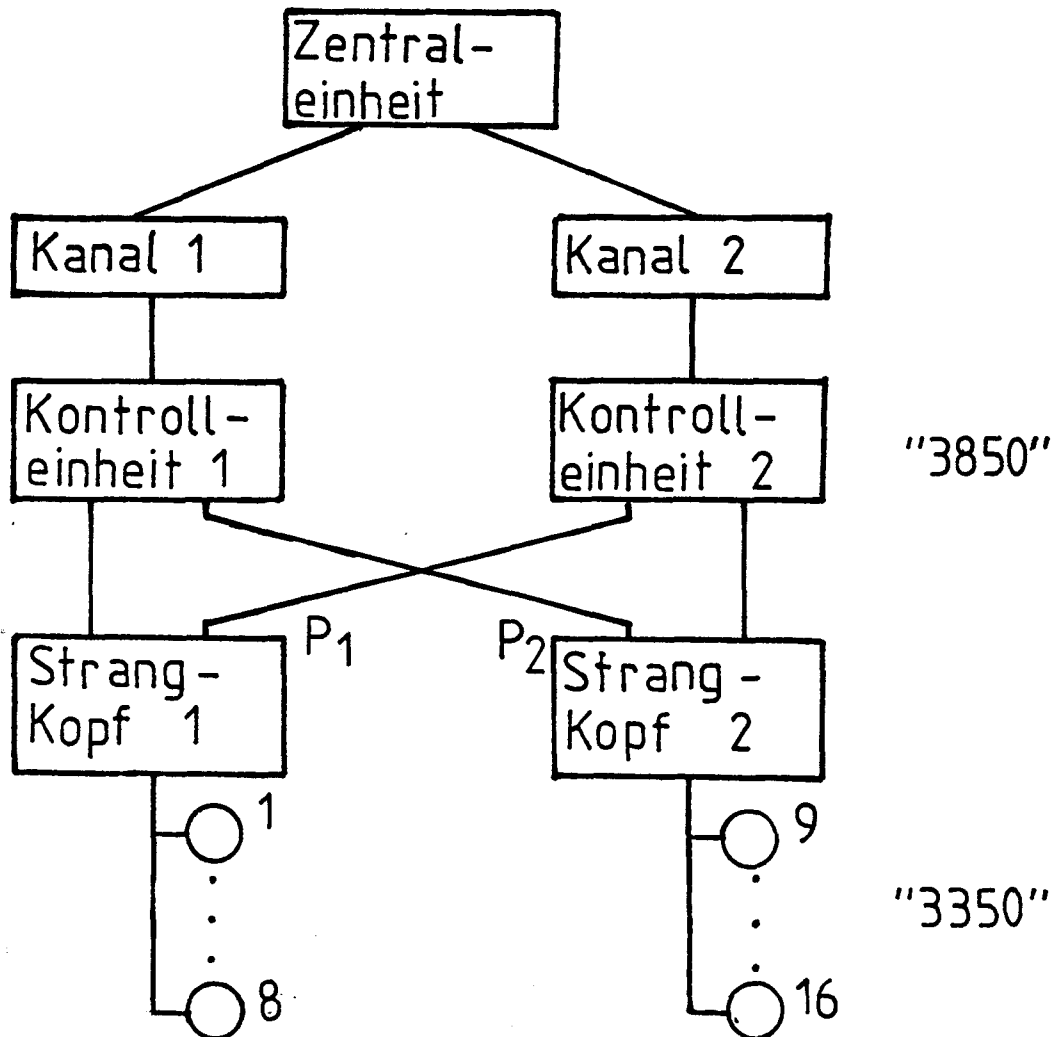 Zentral-
einheit
Kanal 1
Kanal 2
Kontroll-
einheit 1
Kontroll-
einheit 2
"3850"
P1
P2
Strang-
Kopf 1
Strang-
Kopf 2
1
9
"3350"
8
16